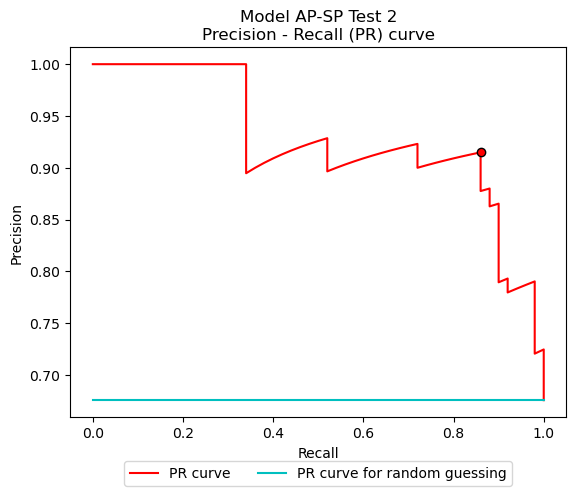 Model AP-SP Test 2
Precision - Recall (PR) curve
1.00
0.95
0.90
0.85
0.80
0.75
0.70
Precision
0.0 0.2 0.4 0.6 0.8 1.0
Recall
PR curve PR curve for random guessing